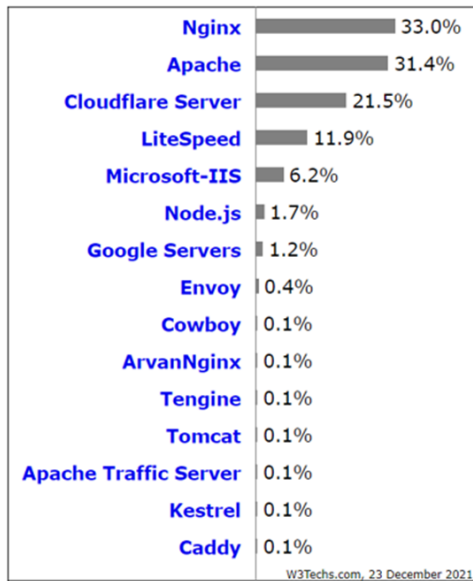 Nginx 33.0%
Apache 31.4%
Cloudflare Server 21.5%
LiteSpeed 11.9%
Microsoft-IIS 6.2%
Node.js 1.7%
Google Servers 1.2%
Envoy 0.4%
Cowboy 0.1%
ArvanNginx 0.1%
Tengine 0.1%
Tomcat 0.1%
Apache Traffic Server 0.1%
Kestrel 0.1%
Caddy 0.1%
W3Techs.com, 23 December 2021